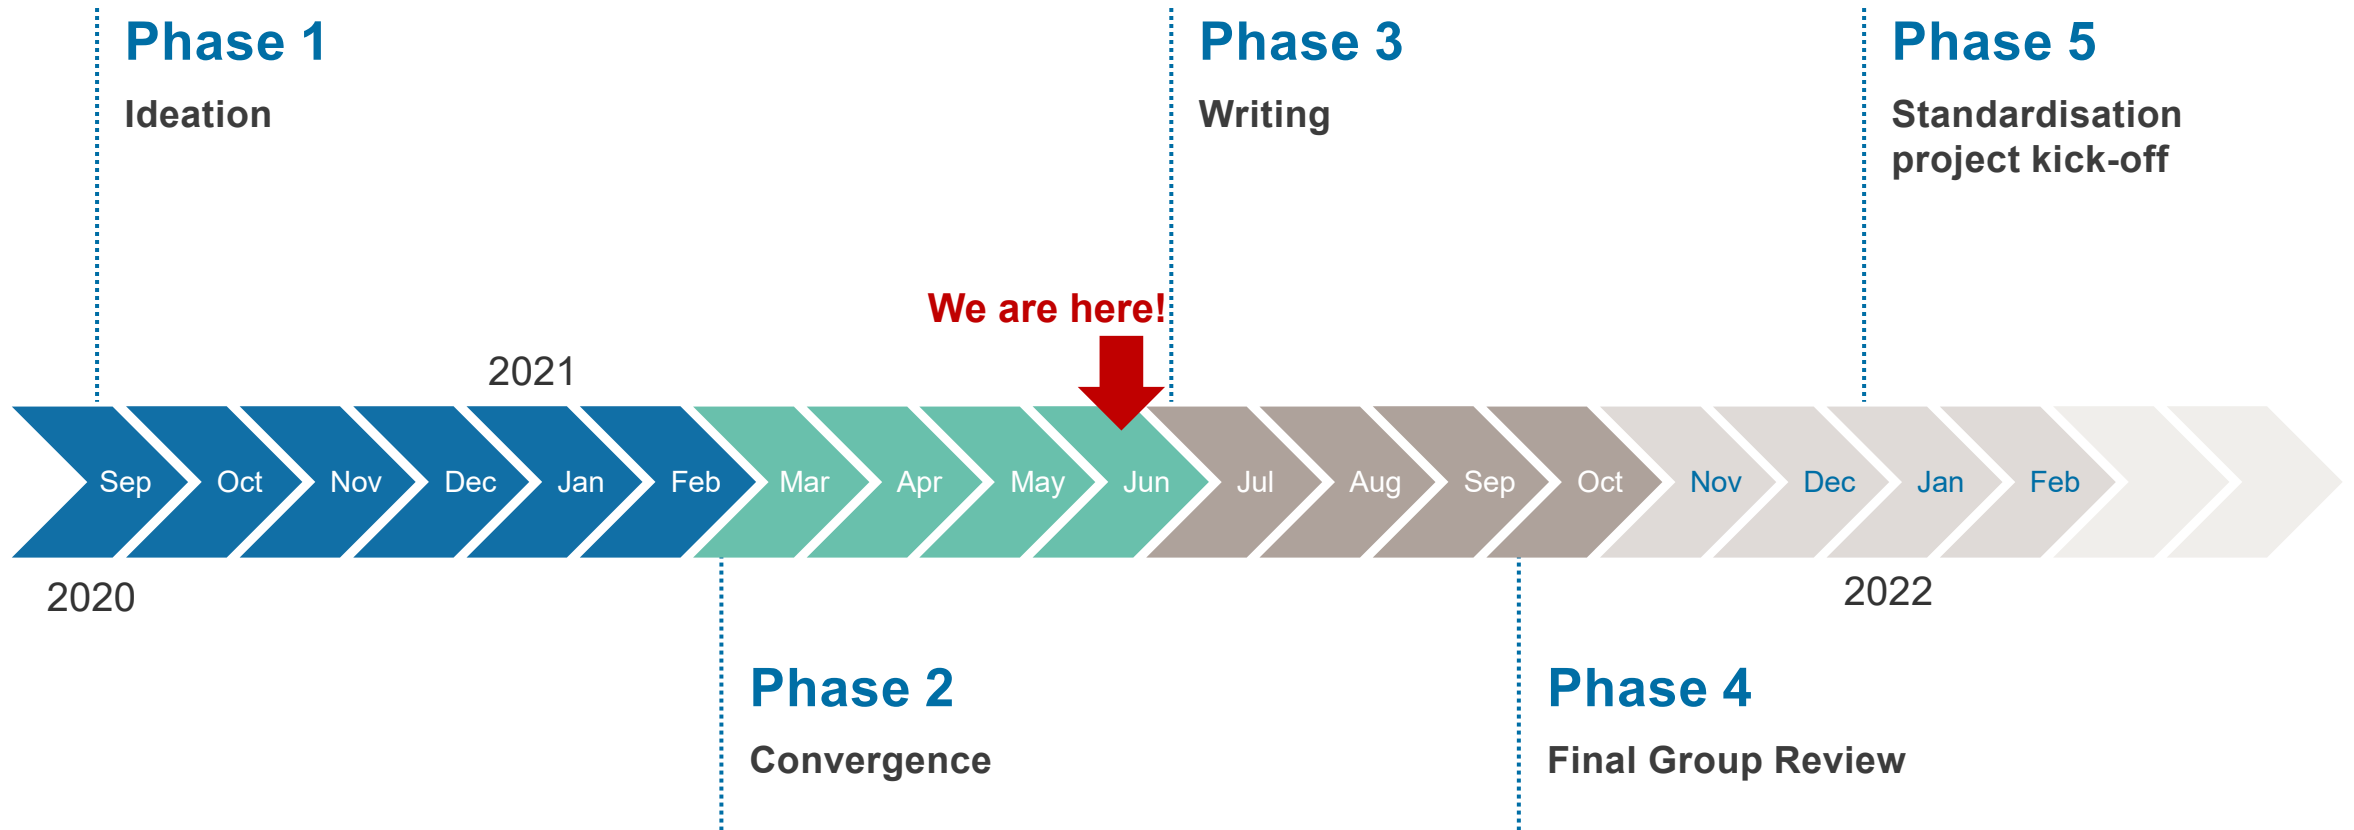 Phase 1
Ideation
Phase 3
Writing
Phase 5
Standardisation
project kick-off
We are here!
2021
Sep Oct Nov Dec Jan Feb Mar Apr May Jun Jul Aug Sep Oct Nov Dec Jan Feb
2020
2022
Phase 2
Convergence
Phase 4
Final Group Review